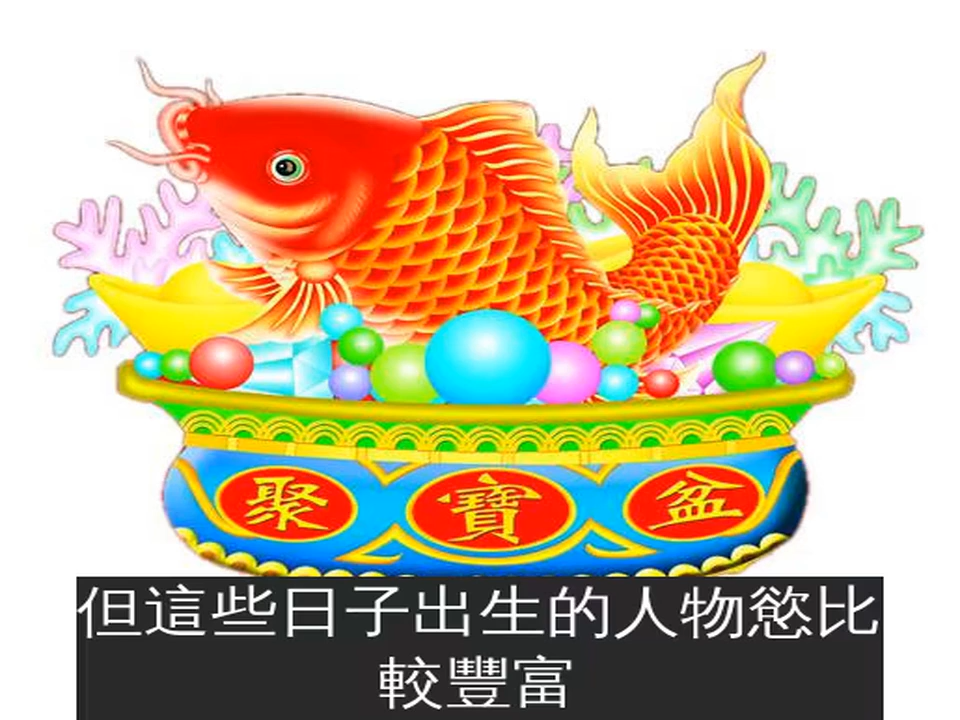 聚寶盆
但這些日子出生的人物慾比
較豐富